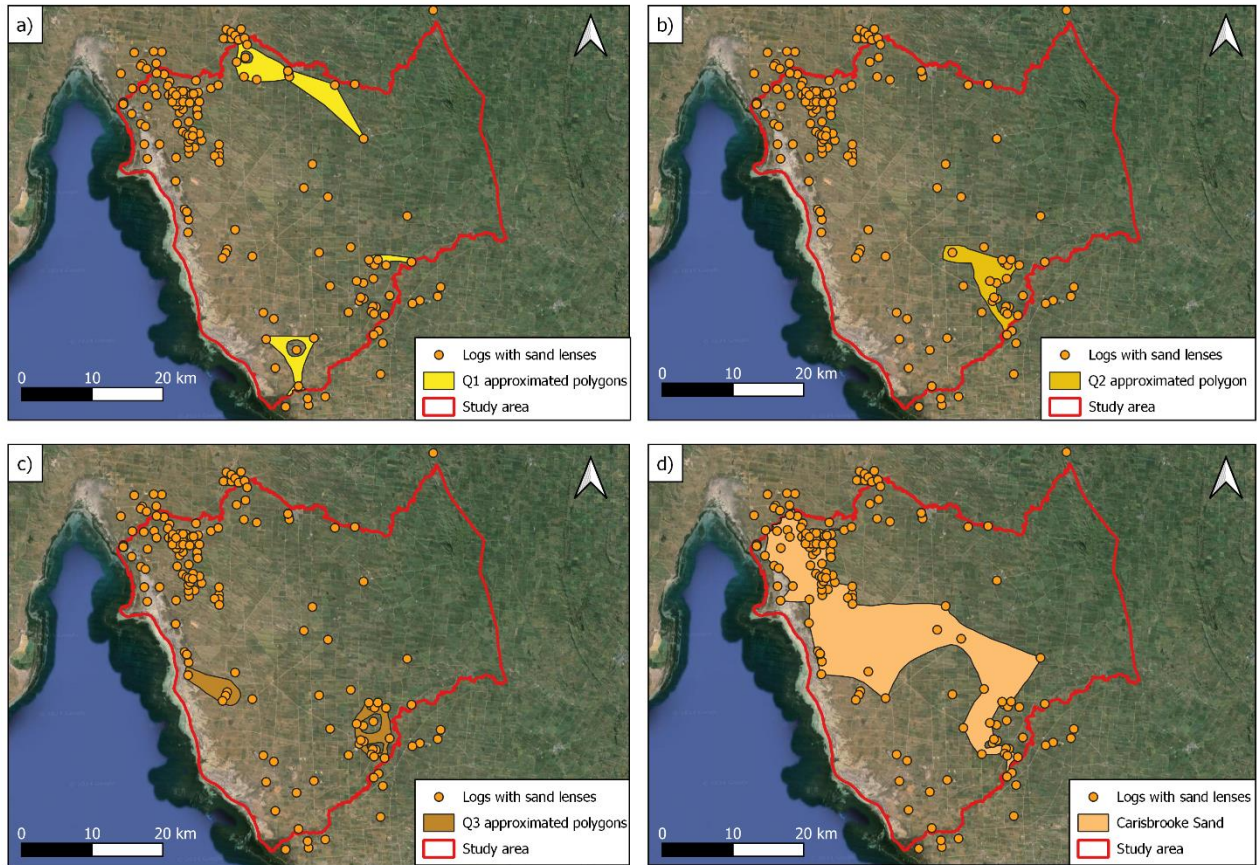 a)
Logs with sand lenses
Q1 approximated polygons
Study area
0 10 20 km
b)
Logs with sand lenses
Q2 approximated polygon
Study area
0 10 20 km
c)
Logs with sand lenses
Q3 approximated polygons
Study area
0 10 20 km
d)
Logs with sand lenses
Carisbrooke Sand
Study area
0 10 20 km